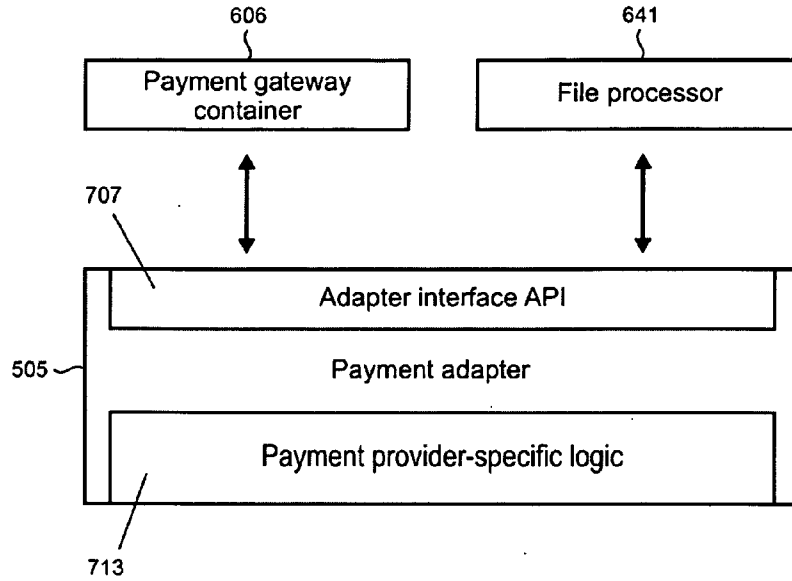 606
641
Payment gateway
container
File processor
707
Adapter interface API
505
Payment adapter
Payment provider-specific logic
713